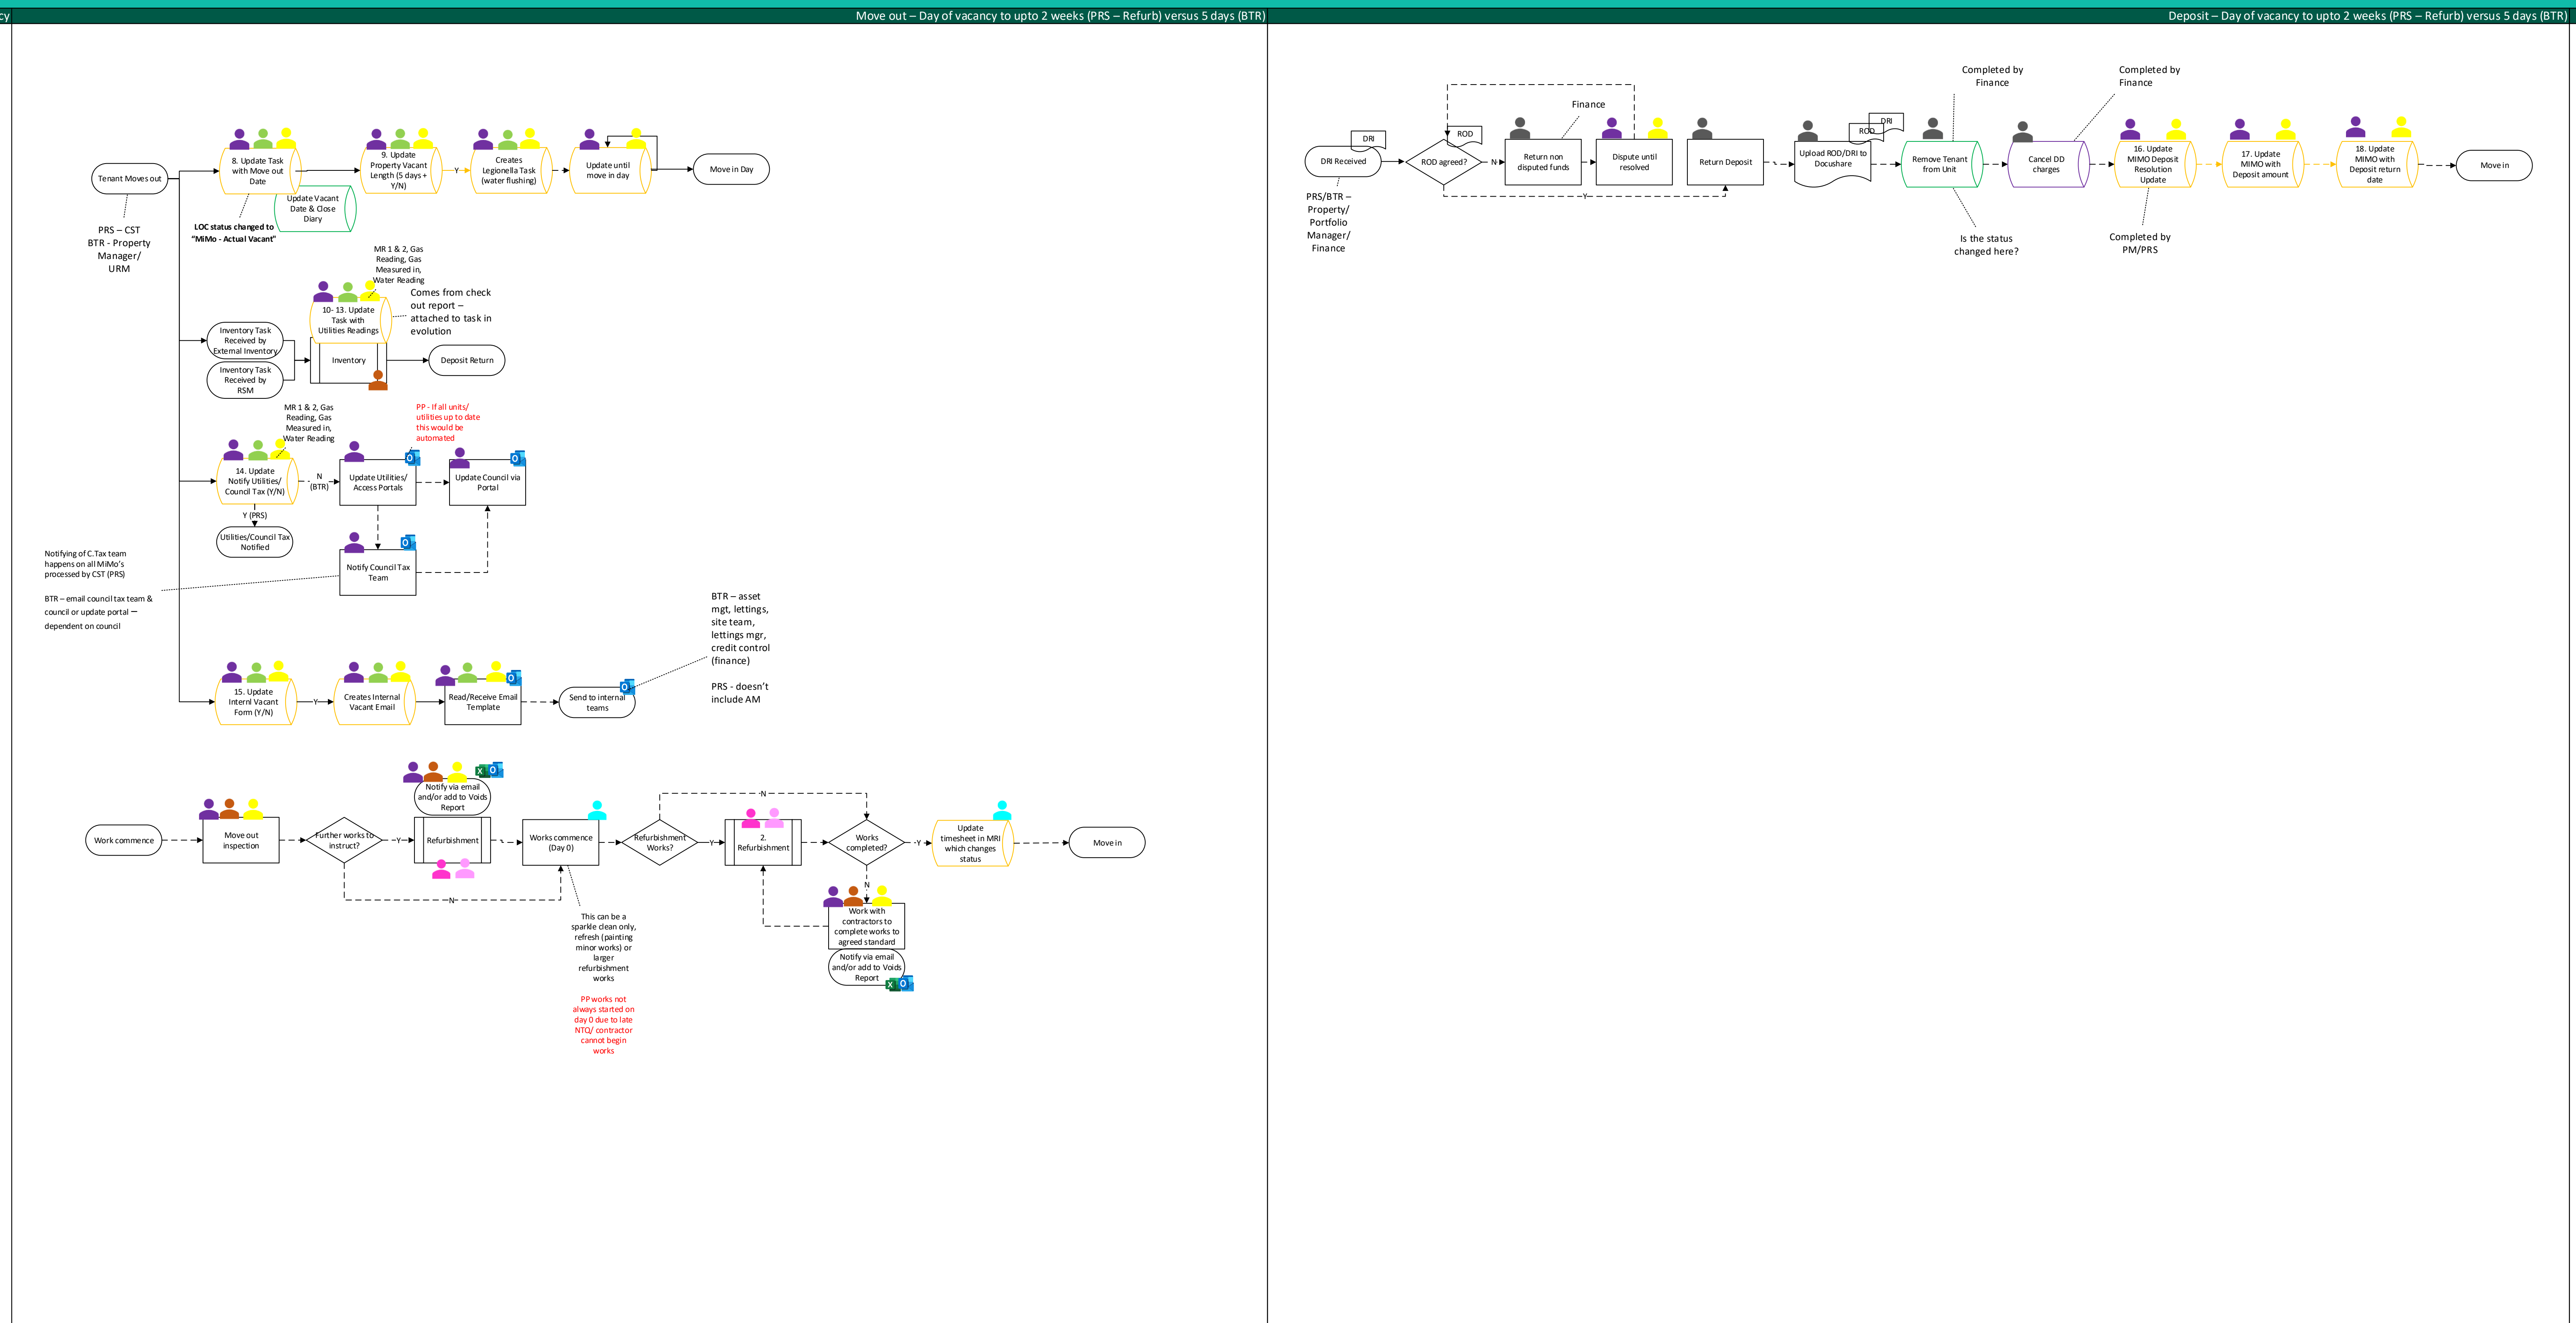 cy
Move out – Day of vacancy to upto 2 weeks (PRS – Refurb) versus 5 days (BTR)
Deposit – Day of vacancy to upto 2 weeks (PRS – Refurb) versus 5 days (BTR)
Tenant Moves out
PRS – CST
BTR - Property
Manager/
URM
8. Update Task
with Move out
Date
Update Vacant
Date & Close
Diary
LOC status changed to
“MiMo - Actual Vacant”
9. Update
Property Vacant
Length (5 days +
Y/N)
Y
Creates
Legionella Task
(water flushing)
Update until
move in day
Move in Day
MR 1 & 2, Gas
Reading, Gas
Measured in,
Water Reading
Comes from check
out report –
attached to task in
evolution
10- 13. Update
Task with
Utilities Readings
Inventory Task
Received by
External Inventory
Inventory Task
Received by
RSM
Inventory
Deposit Return
MR 1 & 2, Gas
Reading, Gas
Measured in,
Water Reading
PP - If all units/
utilities up to date
this would be
automated
14. Update
Notify Utilities/
Council Tax (Y/N)
N
(BTR)
Update Utilities/
Access Portals
Update Council via
Portal
Y (PRS)
Utilities/Council Tax
Notified
Notify Council Tax
Team
Notifying of C.Tax team
happens on all MiMo’s
processed by CST (PRS)
BTR – email council tax team &
council or update portal –
dependent on council
BTR – asset
mgt, lettings,
site team,
lettings mgr,
credit control
(finance)
PRS - doesn’t
include AM
15. Update
Internl Vacant
Form (Y/N)
Y
Creates Internal
Vacant Email
Read/Receive Email
Template
Send to internal
teams
Work commence
Move out
inspection
Further works to
instruct?
Y
N
Notify via email
and/or add to Voids
Report
Refurbishment
Works commence
(Day 0)
This can be a
sparkle clean only,
refresh (painting
minor works) or
larger
refurbishment
works
PP works not
always started on
day 0 due to late
NTQ/ contractor
cannot begin
works
Refurbishment
Works?
N
Y
2.
Refurbishment
Works
completed?
Y
N
Work with
contractors to
complete works to
agreed standard
Notify via email
and/or add to Voids
Report
Update
timesheet in MRI
which changes
status
Move in
DRI
DRI Received
PRS/BTR –
Property/
Portfolio
Manager/
Finance
ROD
ROD agreed?
N
Y
Finance
Return non
disputed funds
Dispute until
resolved
Return Deposit
ROD
DRI
Upload ROD/DRI to
Docushare
Completed by
Finance
Remove Tenant
from Unit
Is the status
changed here?
Completed by
Finance
Cancel DD
charges
16. Update
MIMO Deposit
Resolution
Update
Completed by
PM/PRS
17. Update
MIMO with
Deposit amount
18. Update
MIMO with
Deposit return
date
Move in